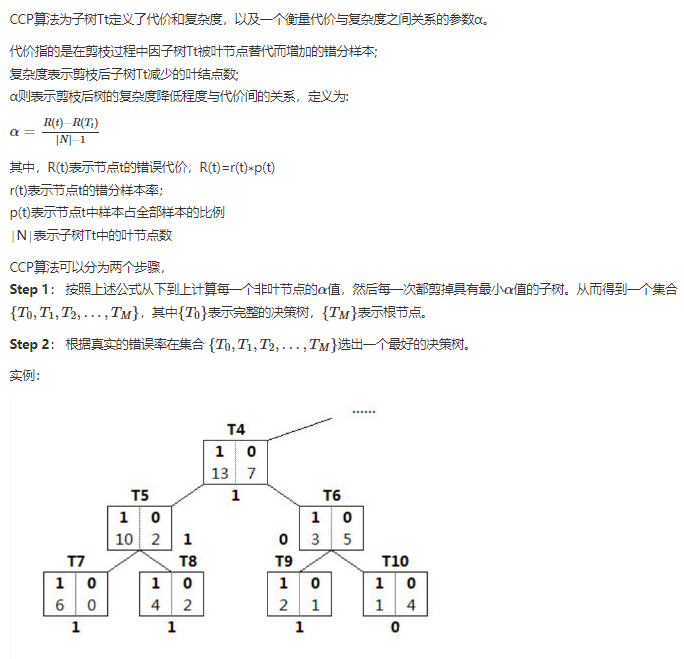 CCP算法为子树Tt定义了代价和复杂度，以及一个衡量代价与复杂度之间关系的参数α。
代价指的是在剪枝过程中因子树Tt被叶节点替代而增加的错分样本;
复杂度表示剪枝后子树Tt减少的叶结点数;
α则表示剪枝后树的复杂度降低程度与代价间的关系，定义为:
α = \frac{R(t)-R(T_t)}{|N|-1}
其中，R(t)表示节点t的错误代价，R(t)=r(t)*p(t)
r(t)表示节点t的错分样本率;
p(t)表示节点t中样本占全部样本的比例
|N|表示子树Tt中的叶节点数
CCP算法可以分为两个步骤，
Step 1： 按照上述公式从下到上计算每一个非叶节点的α值，然后每一次都剪掉具有最小α值的子树。从而得到一个集合
{T_0, T_1, T_2, ..., T_M}，其中{T_0}表示完整的决策树，{T_M}表示根节点。
Step 2： 根据真实的错误率在集合 {T_0, T_1, T_2, ..., T_M}选出一个最好的决策树。
实例:
......
T4
1 0
13 7
1
T5 T6
1 0 1 0
10 2 1 0 3 5
T7 T8 T9 T10
1 0 1 0 1 0 1 0
6 0 4 2 2 1 1 4
1 1 1 0